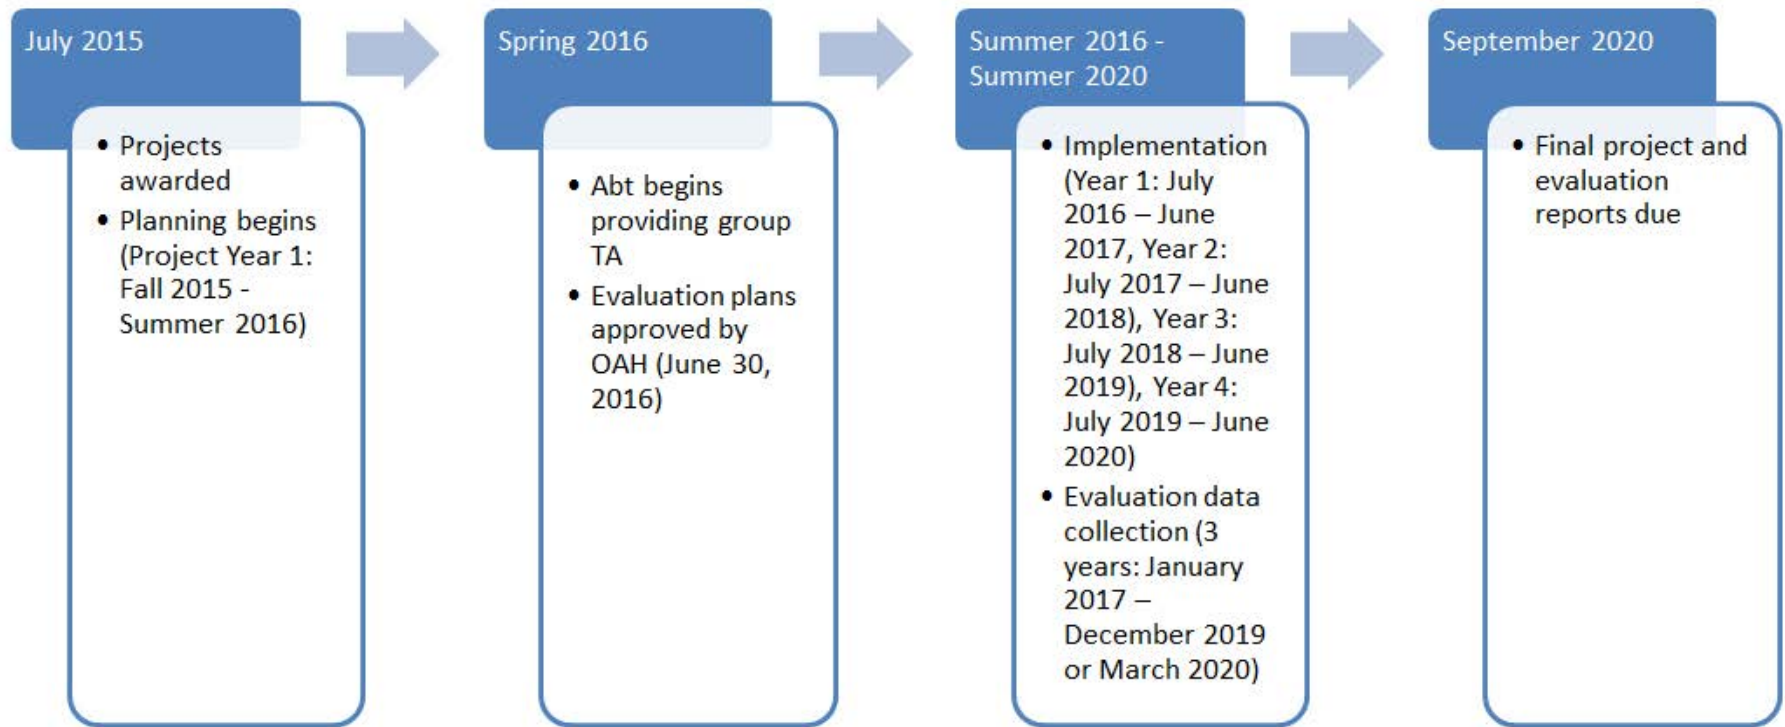 July 2015
• Projects
awarded
• Planning begins
(Project Year 1:
Fall 2015 -
Summer 2016)
Spring 2016
• Abt begins
providing group
TA
• Evaluation plans
approved by
OAH (June 30,
2016)
Summer 2016 -
Summer 2020
• Implementation
(Year 1: July
2016 – June
2017, Year 2:
July 2017 – June
2018), Year 3:
July 2018 – June
2019), Year 4:
July 2019 – June
2020)
• Evaluation data
collection (3
years: January
2017 –
December 2019
or March 2020)
September 2020
• Final project and
evaluation
reports due